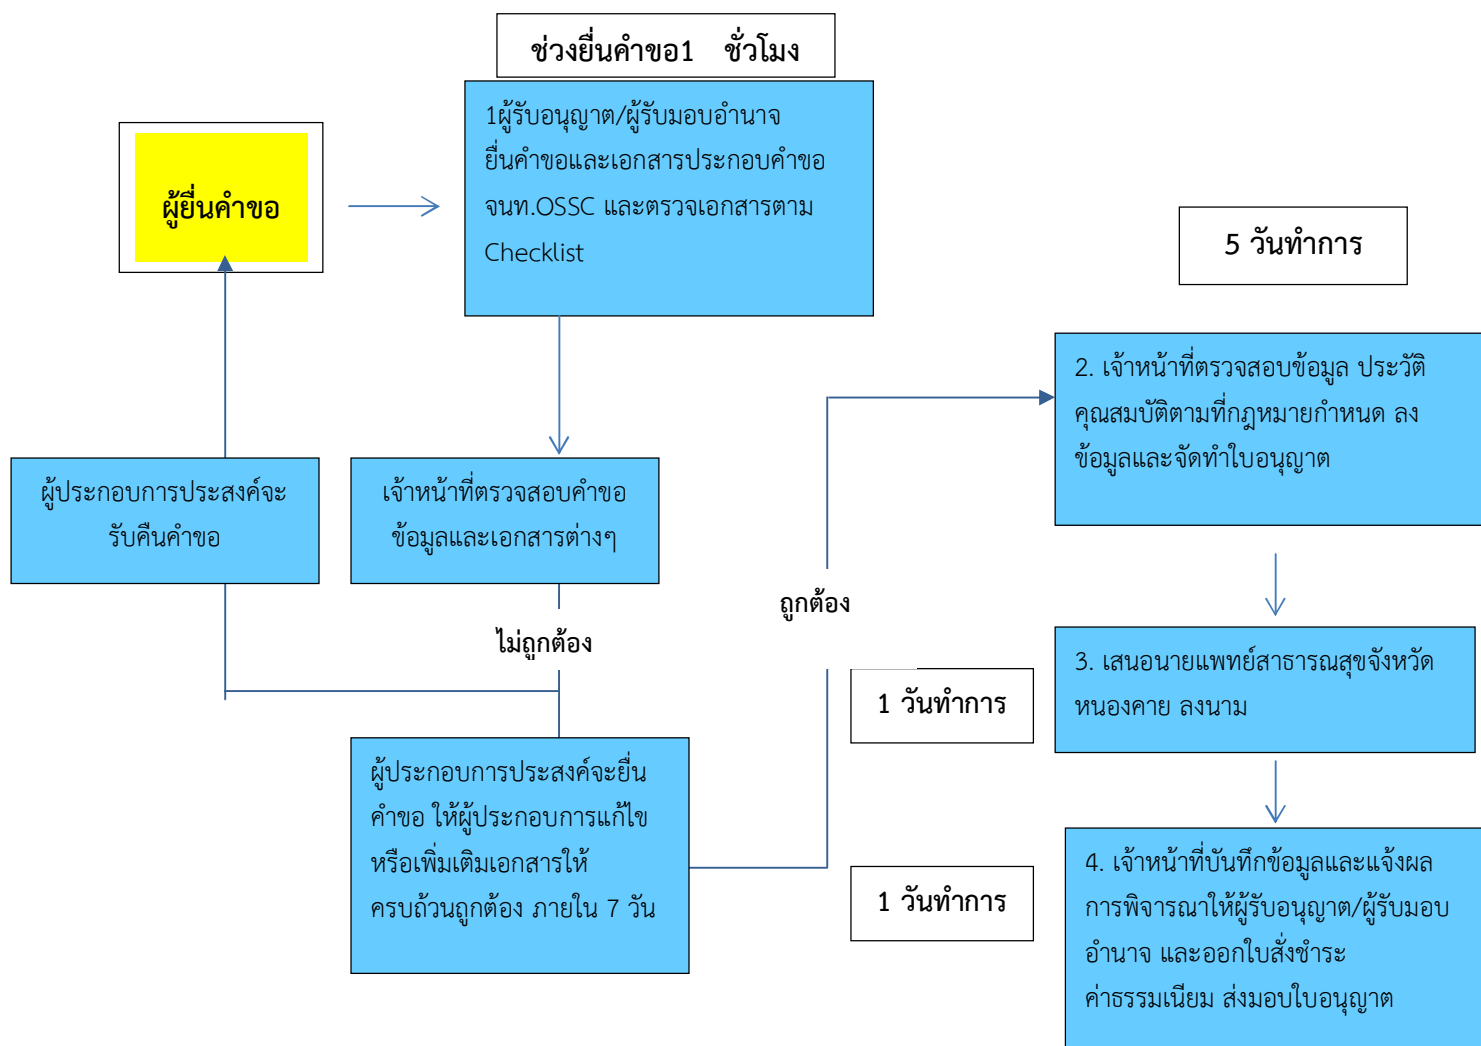 ช่วงยื่นคำขอ1 ชั่วโมง
ผู้ยื่นคำขอ
1ผู้รับอนุญาต/ผู้รับมอบอำนาจ
ยื่นคำขอและเอกสารประกอบคำขอ
จนท.OSSC และตรวจเอกสารตาม
Checklist
5 วันทำการ
2. เจ้าหน้าที่ตรวจสอบข้อมูล ประวัติ
คุณสมบัติตามที่กฎหมายกำหนด ลง
ข้อมูลและจัดทำใบอนุญาต
ผู้ประกอบการประสงค์จะ
รับคืนคำขอ
เจ้าหน้าที่ตรวจสอบคำขอ
ข้อมูลและเอกสารต่างๆ
ไม่ถูกต้อง
ถูกต้อง
1 วันทำการ
3. เสนอนายแพทย์สาธารณสุขจังหวัด
หนองคาย ลงนาม
ผู้ประกอบการประสงค์จะยื่น
คำขอ ให้ผู้ประกอบการแก้ไข
หรือเพิ่มเติมเอกสารให้
ครบถ้วนถูกต้อง ภายใน 7 วัน
1 วันทำการ
4. เจ้าหน้าที่บันทึกข้อมูลและแจ้งผล
การพิจารณาให้ผู้รับอนุญาต/ผู้รับมอบ
อำนาจ และออกใบสั่งชำระ
ค่าธรรมเนียม ส่งมอบใบอนุญาต